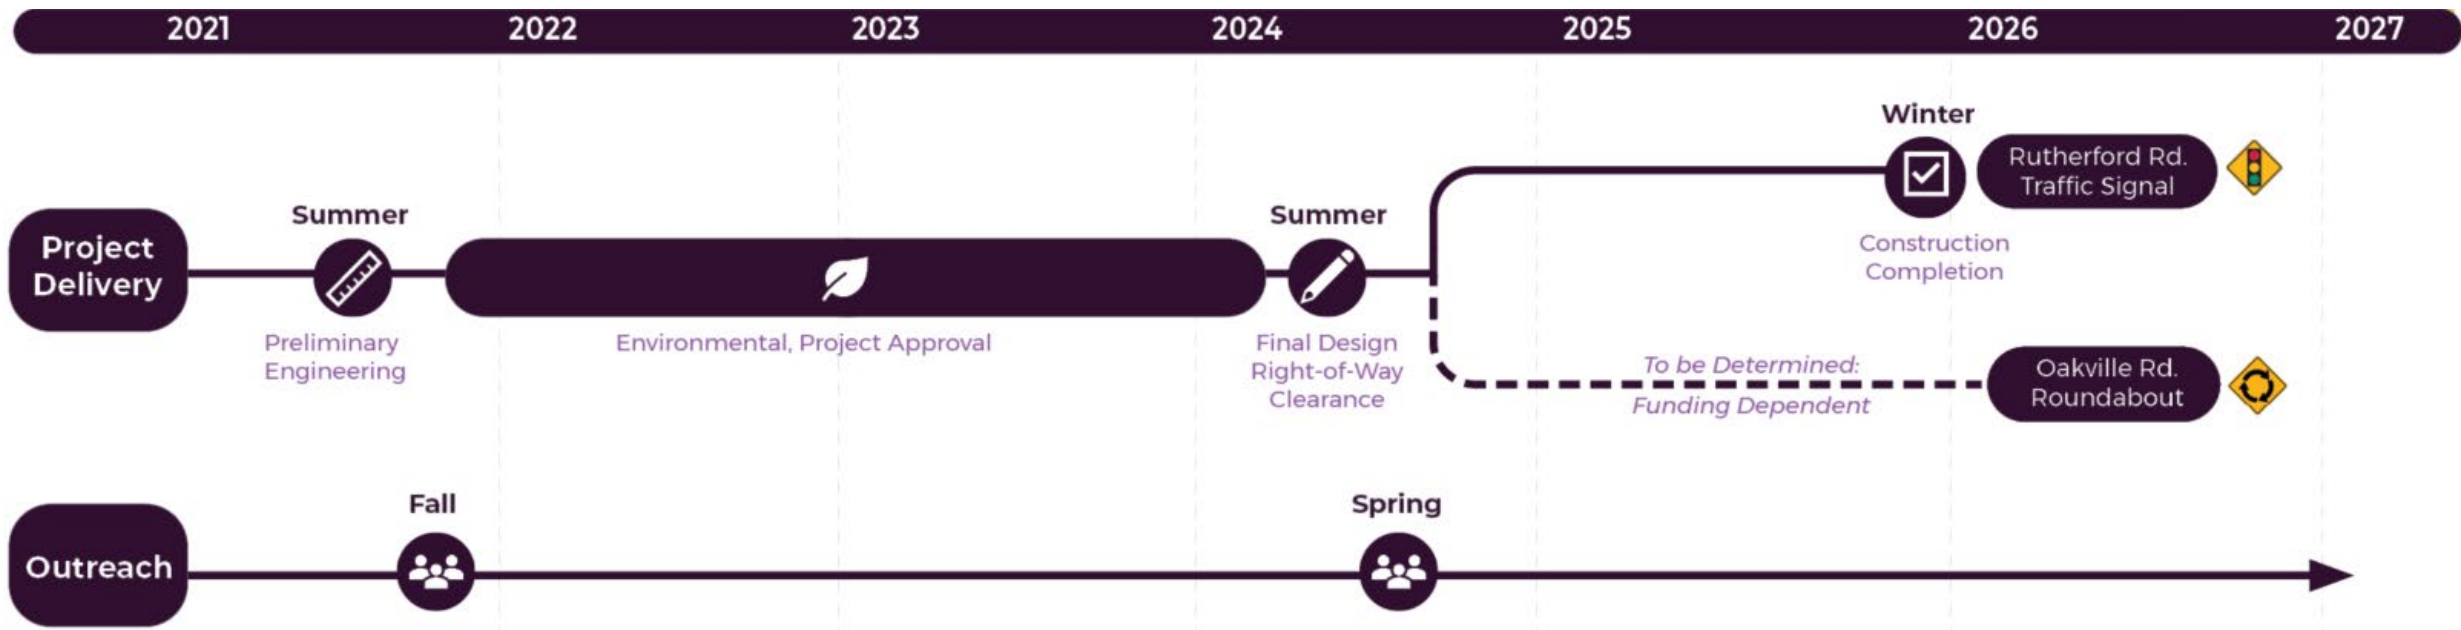 2021 2022 2023 2024 2025 2026 2027
Winter
Rutherford Rd.
Traffic Signal
Construction
Completion
Project
Delivery
Summer
Preliminary
Engineering
Environmental, Project Approval
Summer
Final Design
Right-of-Way
Clearance
To be Determined:
Funding Dependent
Oakville Rd.
Roundabout
Outreach
Fall
Spring